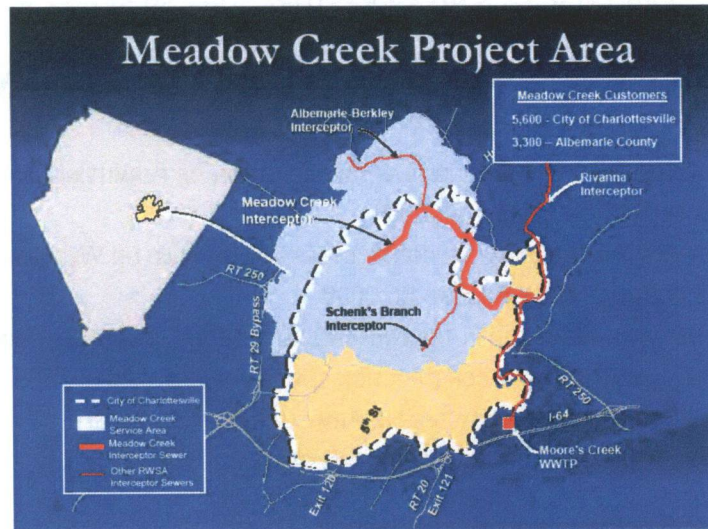 Meadow Creek Project Area
Meadow Creek Customers
5,600 - City of Charlottesville
3,300 – Albemarle County
Albemarle-Berkley
Interceptor
Rivanna
Interceptor
Meadow Creek
Interceptor
RT 250
RT 29 Bypass
Schenk's Branch
Interceptor
RT 250
I-64
5th St
Moore's Creek
WWTP
Exit 120
RT 20
Exit 121
City of Charlottesville
Meadow Creek
Service Area
Meadow Creek
Interceptor Sewer
Other RWSA
Interceptor Sewers